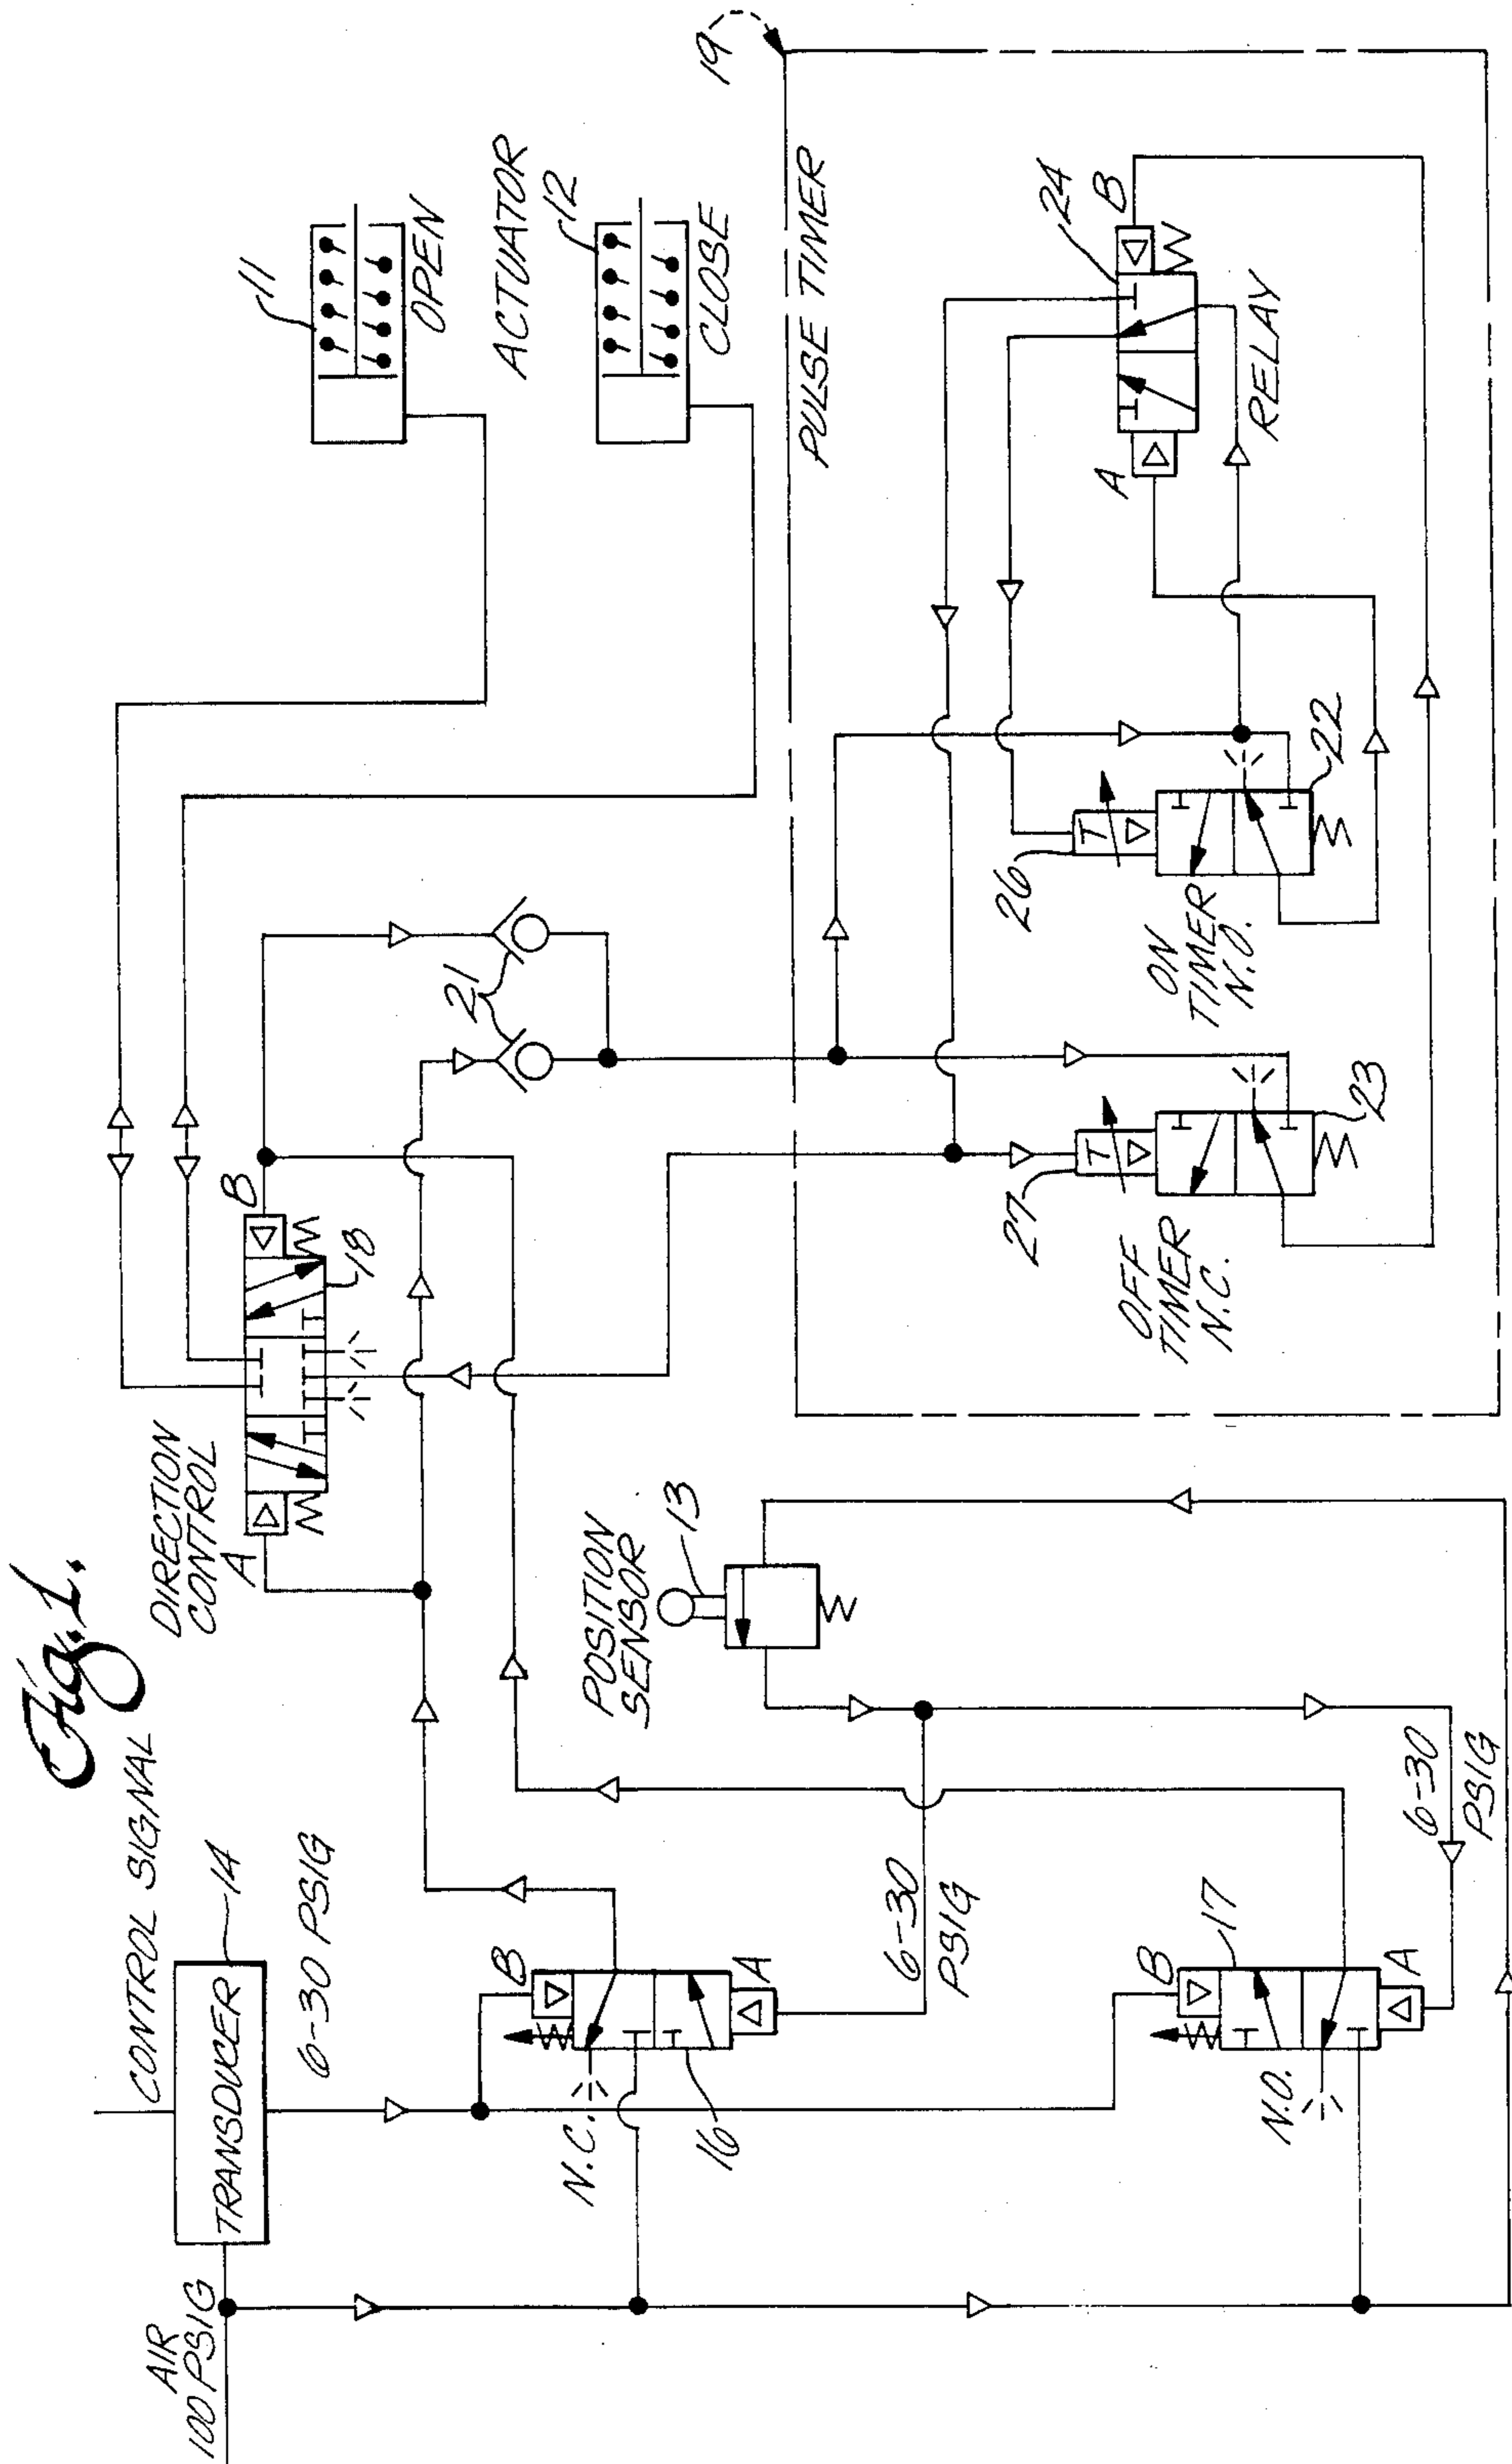 Fig. 1.
AIR
100 PSIG
CONTROL SIGNAL
TRANSDUCER
14
6-30 PSIG
B
N.C.
16
A
6-30
PSIG
B
17
N.O.
A
6-30
PSIG
POSITION
SENSOR
13
DIRECTION
CONTROL
A
B
18
21
11
OPEN
ACTUATOR
12
CLOSE
19
PULSE TIMER
27
T
OFF
TIMER
N.C.
23
26
T
ON
TIMER
N.O.
22
A
24
B
RELAY